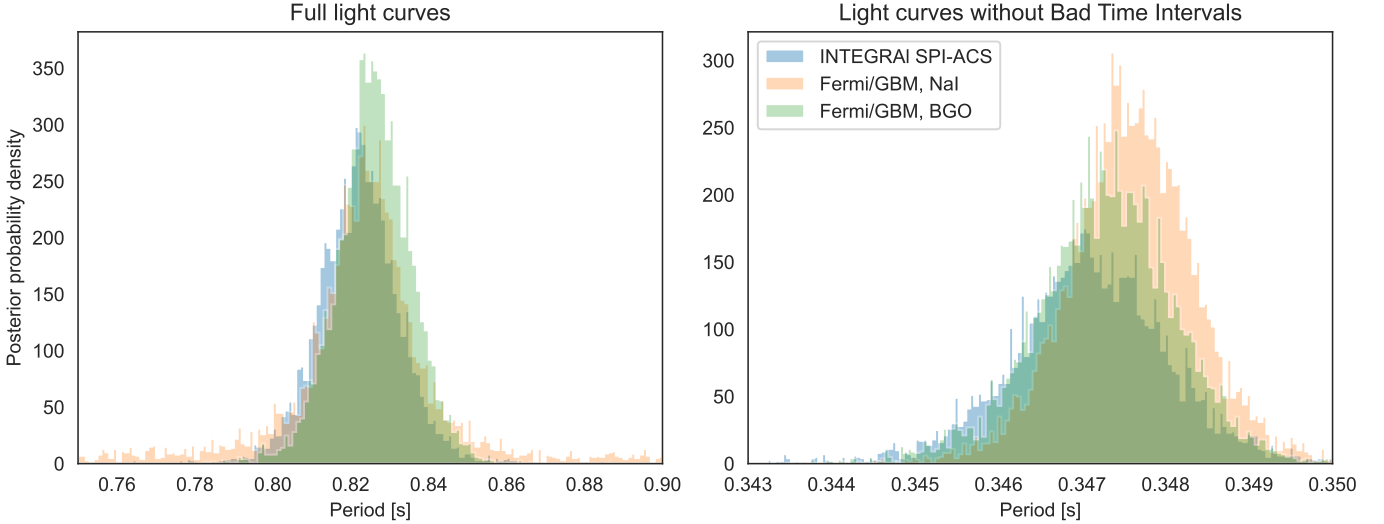 Full light curves
Posterior probability density
350
300
250
200
150
100
50
0
0.76 0.78 0.80 0.82 0.84 0.86 0.88 0.90
Period [s]
Light curves without Bad Time Intervals
INTEGRAl SPI-ACS
Fermi/GBM, NaI
Fermi/GBM, BGO
300
250
200
150
100
50
0
0.343 0.344 0.345 0.346 0.347 0.348 0.349 0.350
Period [s]